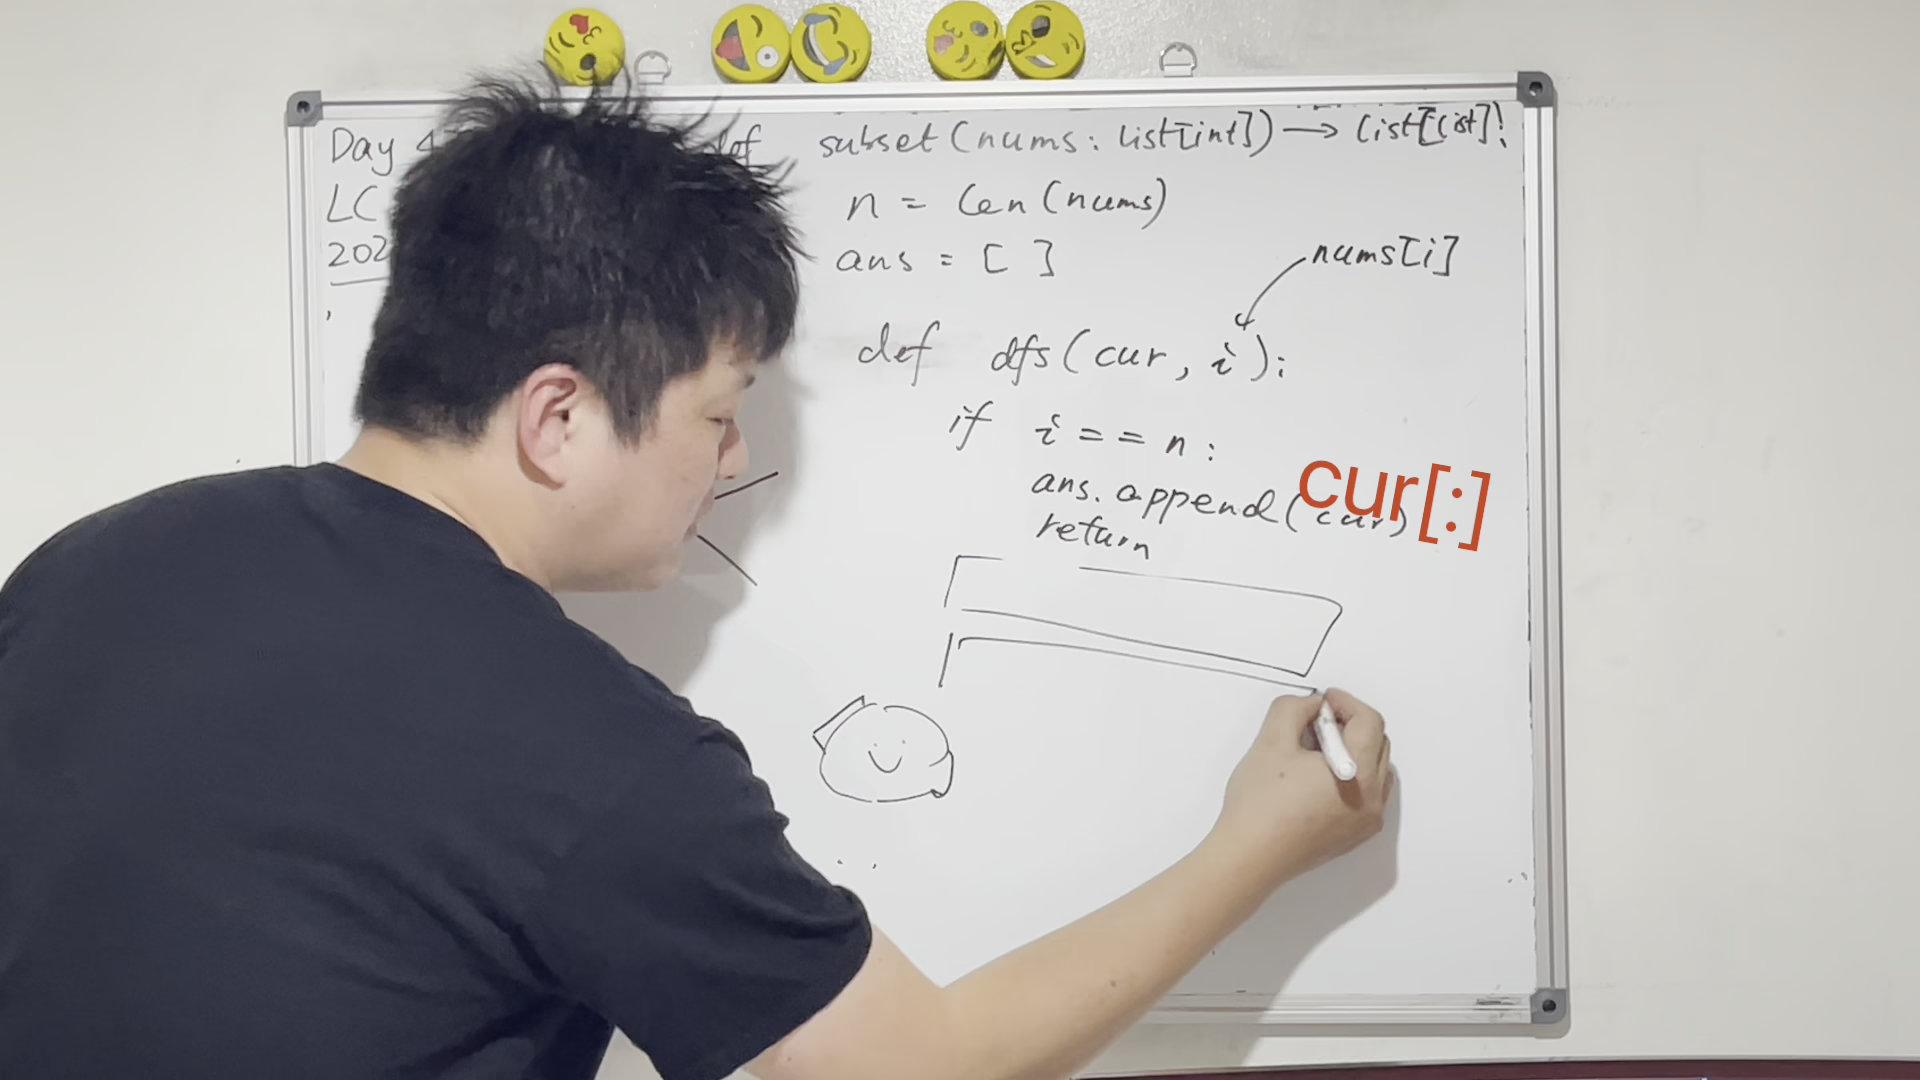 Day 4
def subset(nums: List[int]) → List[List]:
LC
n = len(nums)
202
ans = [ ]
nums[i]
def dfs(cur, i):
if i == n:
ans.append(cur)
cur[:]
return